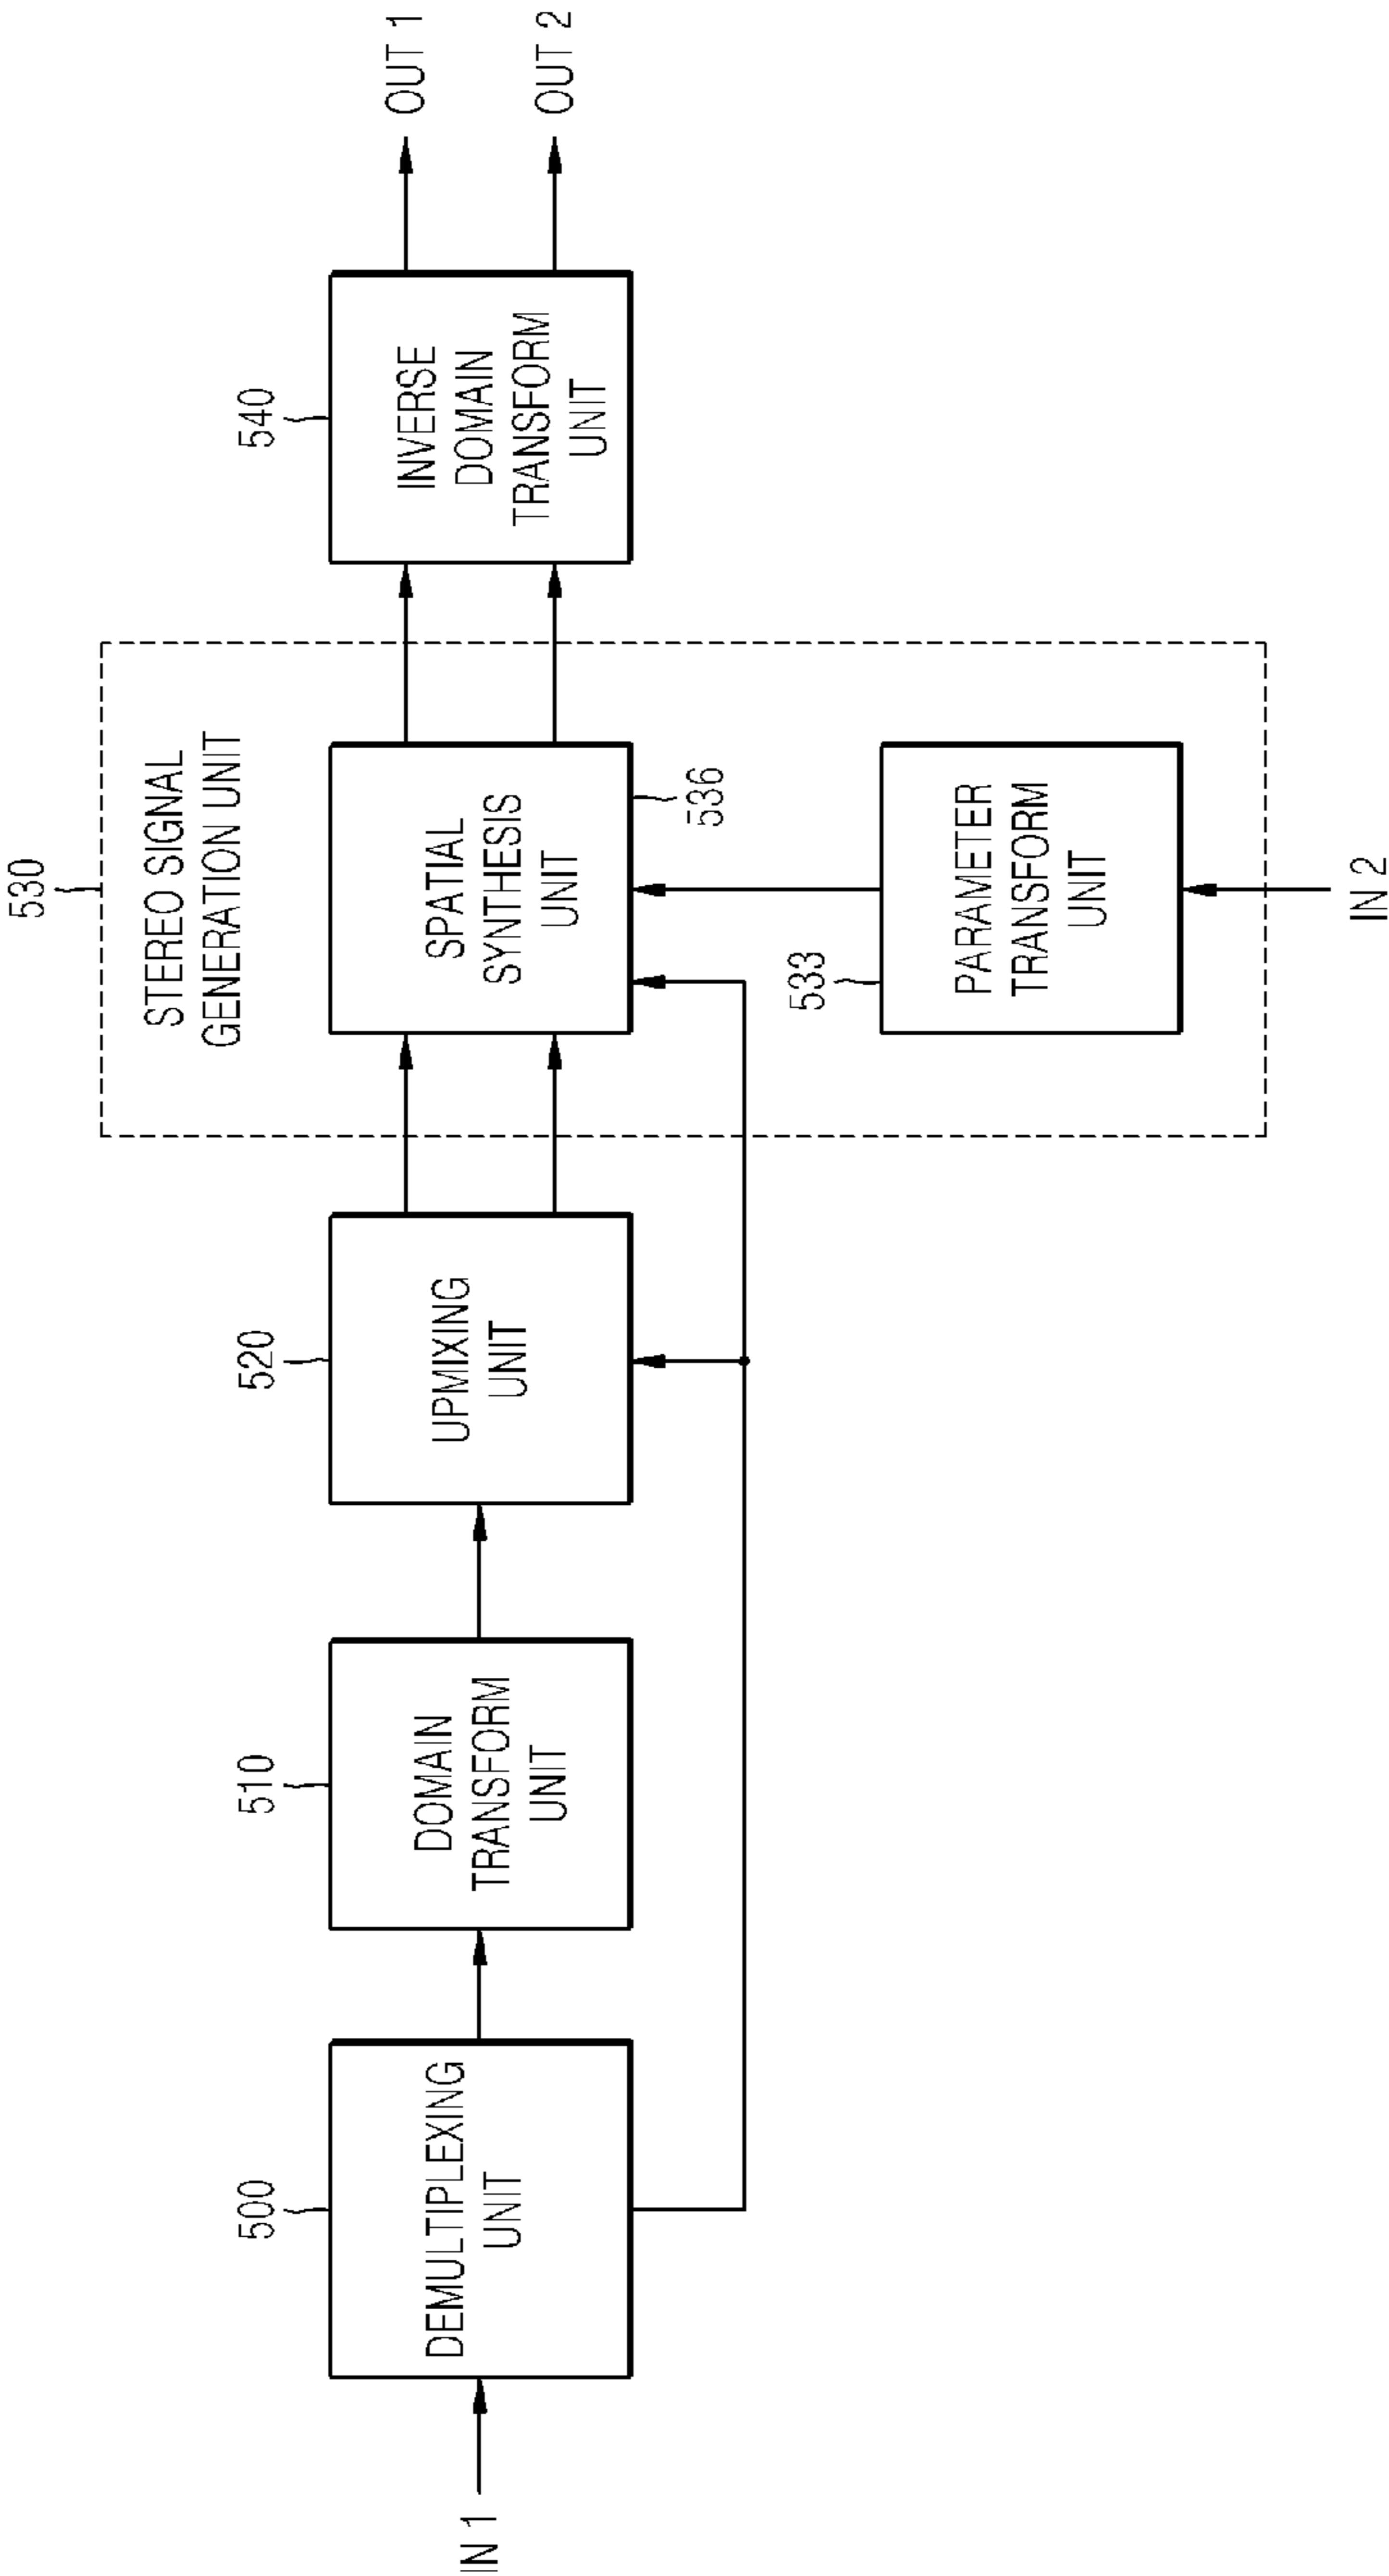 530
STEREO SIGNAL
GENERATION UNIT
500
510
520
540
IN 1
DEMULTIPLEXING
UNIT
DOMAIN
TRANSFORM
UNIT
UPMIXING
UNIT
SPATIAL
SYNTHESIS
UNIT
INVERSE
DOMAIN
TRANSFORM
UNIT
OUT 1
OUT 2
536
533
PARAMETER
TRANSFORM
UNIT
IN 2